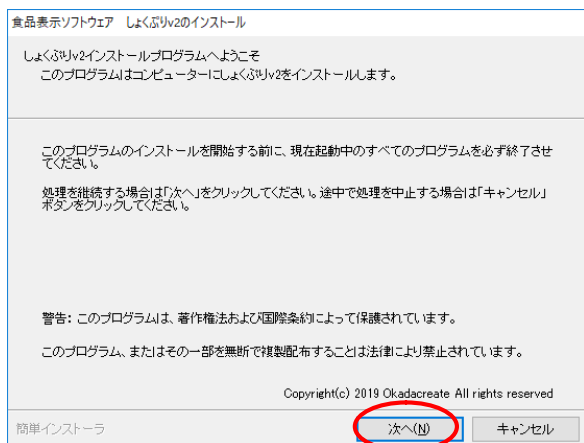 食品表示ソフトウェア　しょくぷりv2のインストール
しょくぷりv2インストールプログラムへようこそ
このプログラムはコンピューターにしょくぷりv2をインストールします。
このプログラムのインストールを開始する前に、現在起動中のすべてのプログラムを必ず終了させ
てください。
処理を継続する場合は「次へ」をクリックしてください。途中で処理を中止する場合は「キャンセル」
ボタンをクリックしてください。
警告: このプログラムは、著作権法および国際条約によって保護されています。
このプログラム、またはその一部を無断で複製配布することは法律により禁止されています。
Copyright(c) 2019 Okadacreate All rights reserved
簡単インストーラ
次へ(N)
キャンセル